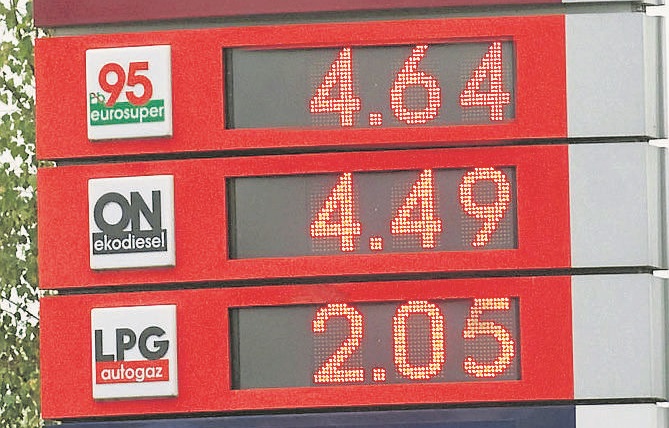 Pb 95 4.64
eurosuper
ON 4.49
ekodiesel
LPG 2.05
autogaz